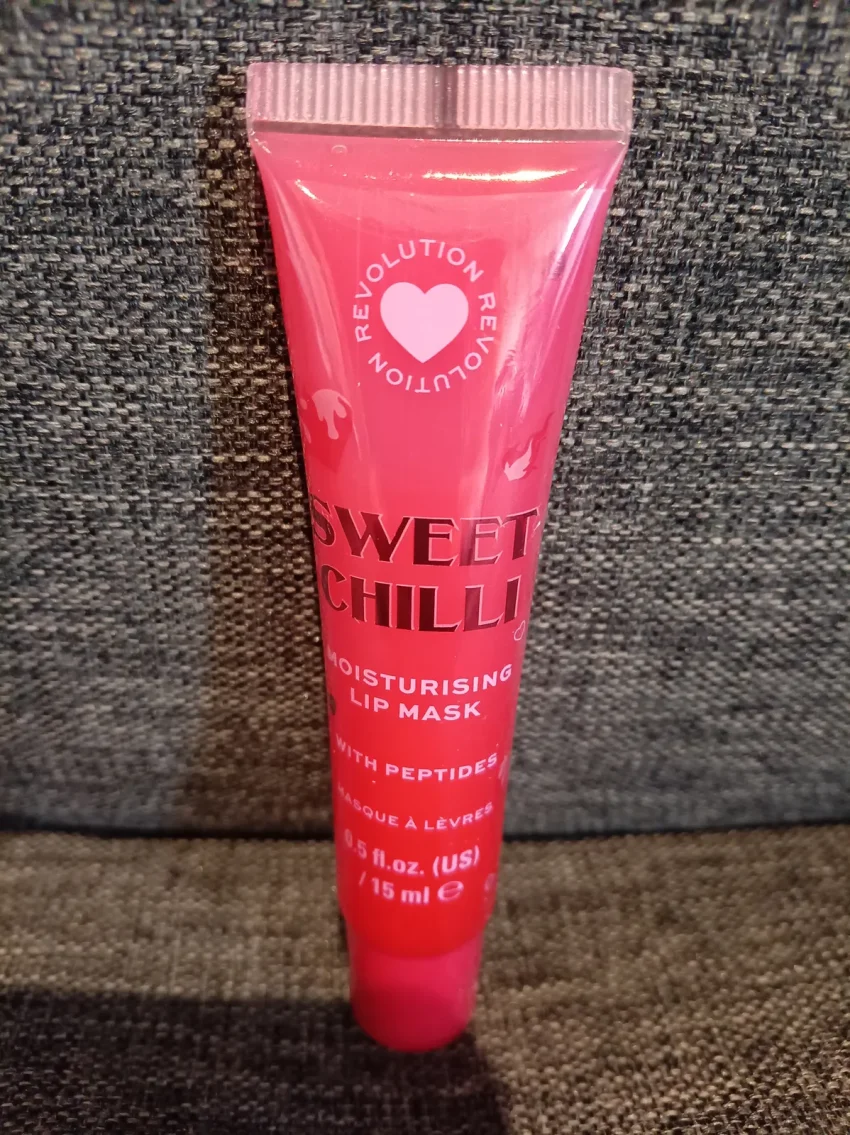 REVOLUTION REVOLUTION
SWEET
CHILLI
MOISTURISING
LIP MASK
WITH PEPTIDES
MASQUE À LÈVRES
0.5 fl.oz. (US)
/ 15 ml ℮